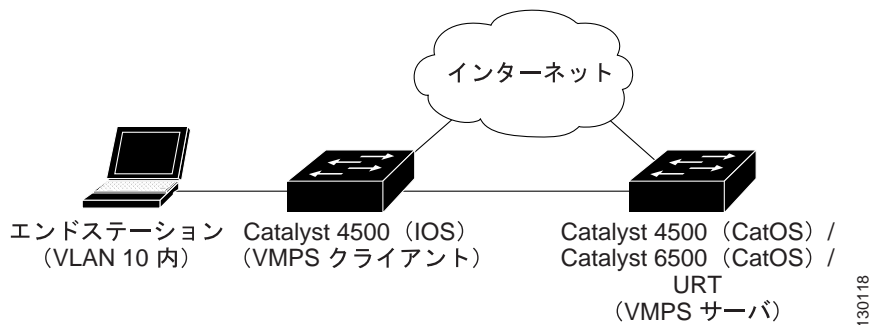 インターネット
エンドステーション
（VLAN 10 内）
Catalyst 4500（IOS）
（VMPS クライアント）
Catalyst 4500（CatOS）/
Catalyst 6500（CatOS）/
URT
（VMPS サーバ）
130118